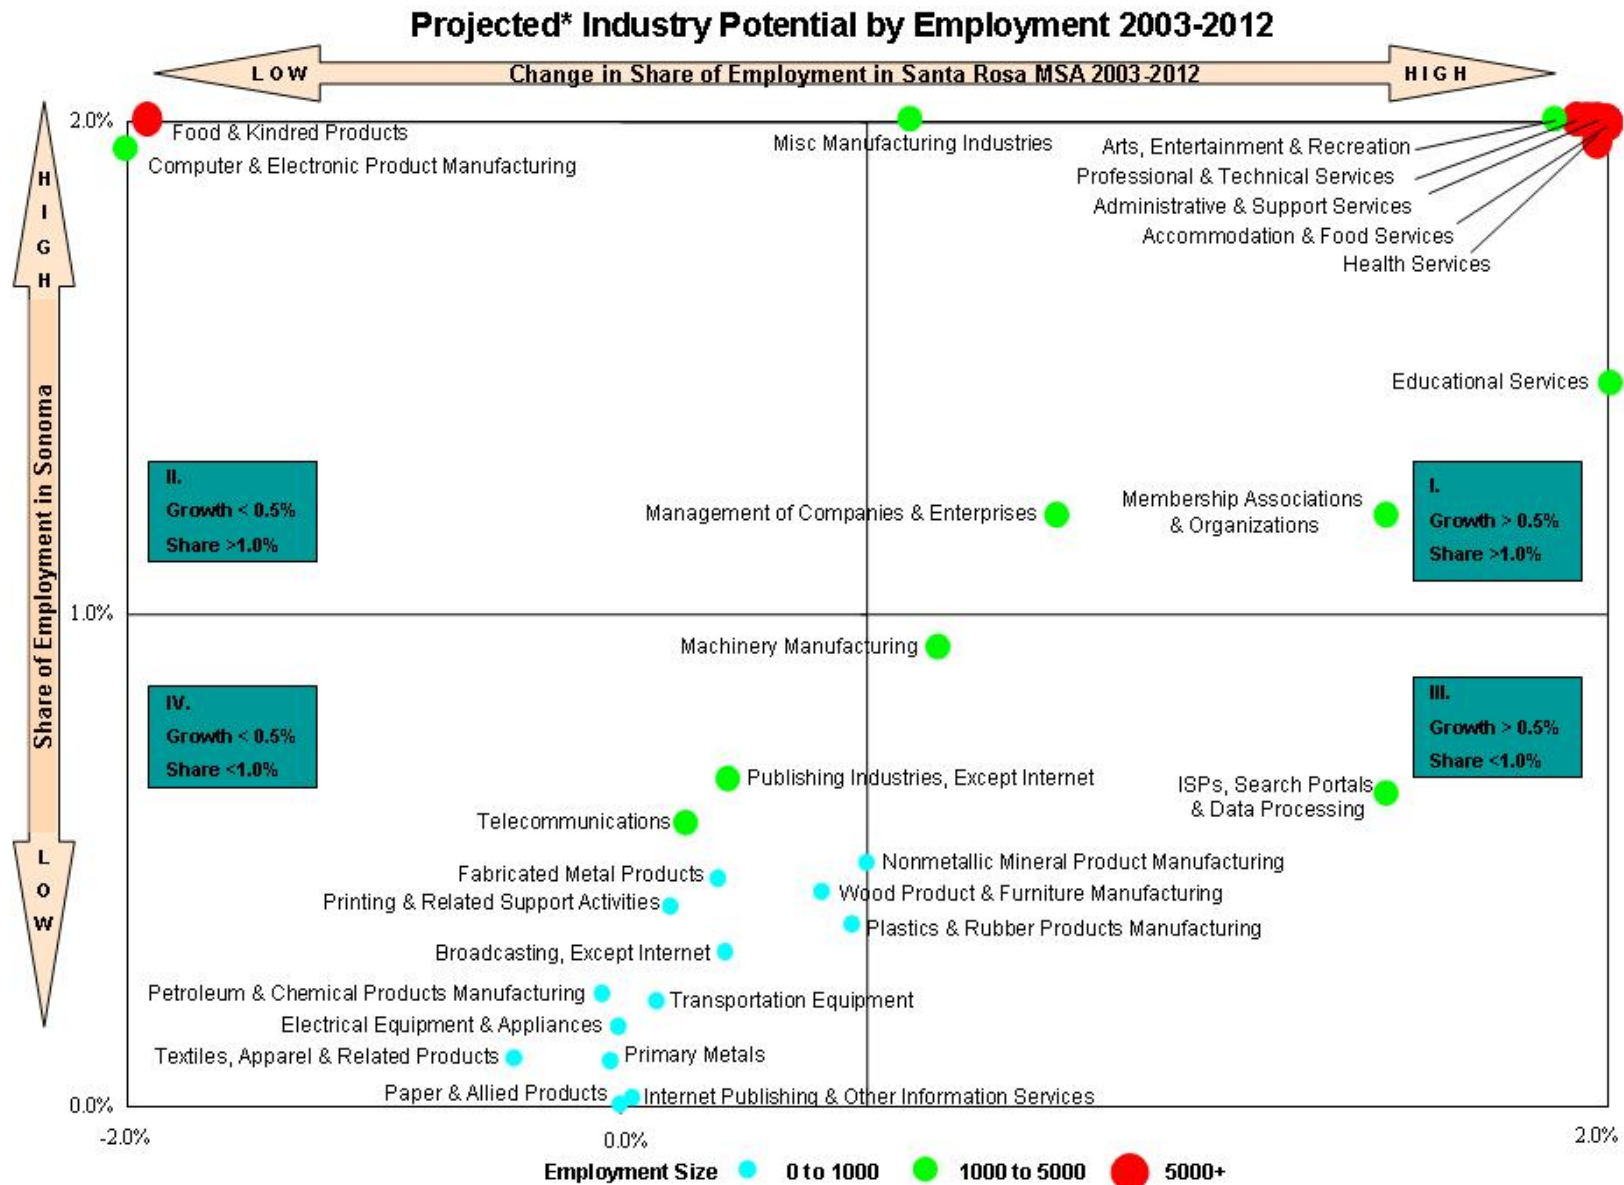 Projected* Industry Potential by Employment 2003-2012
LOW
Change in Share of Employment in Santa Rosa MSA 2003-2012
HIGH
HIGH
Share of Employment in Sonoma
LOW
2.0%
Food & Kindred Products
Computer & Electronic Product Manufacturing
Misc Manufacturing Industries
Arts, Entertainment & Recreation
Professional & Technical Services
Administrative & Support Services
Accommodation & Food Services
Health Services
Educational Services
II.
Growth < 0.5%
Share >1.0%
Management of Companies & Enterprises
Membership Associations
& Organizations
I.
Growth > 0.5%
Share >1.0%
1.0%
Machinery Manufacturing
IV.
Growth < 0.5%
Share <1.0%
III.
Growth > 0.5%
Share <1.0%
Publishing Industries, Except Internet
ISPs, Search Portals
& Data Processing
Telecommunications
Nonmetallic Mineral Product Manufacturing
Fabricated Metal Products
Wood Product & Furniture Manufacturing
Printing & Related Support Activities
Plastics & Rubber Products Manufacturing
Broadcasting, Except Internet
Petroleum & Chemical Products Manufacturing
Transportation Equipment
Electrical Equipment & Appliances
Textiles, Apparel & Related Products
Primary Metals
Paper & Allied Products
Internet Publishing & Other Information Services
0.0%
-2.0%
0.0%
2.0%
Employment Size
0 to 1000
1000 to 5000
5000+